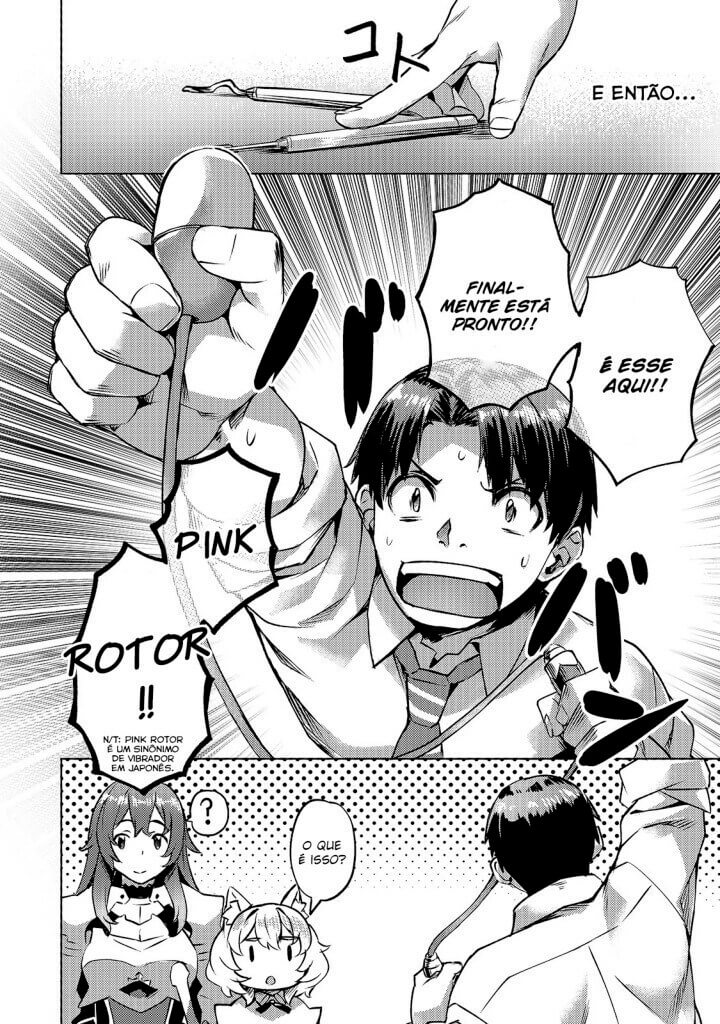 コト
E ENTÃO...
É ESSE
AQUI!!
FINAL-
MENTE ESTÁ
PRONTO!!
PINK
ROTOR
!!
N/T: PINK ROTOR
É UM SINÔNIMO
DE VIBRADOR
EM JAPONÊS.
O QUE
É ISSO?
?